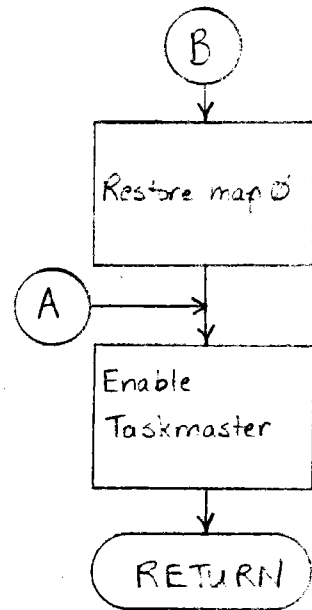 B
Restore map Ø
A
Enable
Taskmaster
RETURN